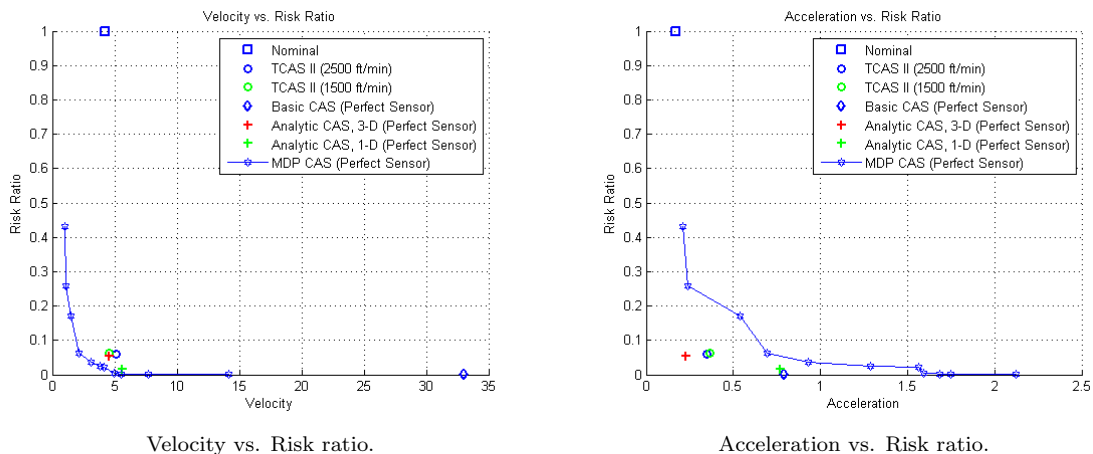 Velocity vs. Risk Ratio
1
0.9
0.8
0.7
0.6
0.5
0.4
0.3
0.2
0.1
0
Risk Ratio
Nominal
TCAS II (2500 ft/min)
TCAS II (1500 ft/min)
Basic CAS (Perfect Sensor)
Analytic CAS, 3-D (Perfect Sensor)
Analytic CAS, 1-D (Perfect Sensor)
MDP CAS (Perfect Sensor)
0 5 10 15 20 25 30 35
Velocity
Velocity vs. Risk ratio.
Acceleration vs. Risk Ratio
1
0.9
0.8
0.7
0.6
0.5
0.4
0.3
0.2
0.1
0
Risk Ratio
Nominal
TCAS II (2500 ft/min)
TCAS II (1500 ft/min)
Basic CAS (Perfect Sensor)
Analytic CAS, 3-D (Perfect Sensor)
Analytic CAS, 1-D (Perfect Sensor)
MDP CAS (Perfect Sensor)
0 0.5 1 1.5 2 2.5
Acceleration
Acceleration vs. Risk ratio.